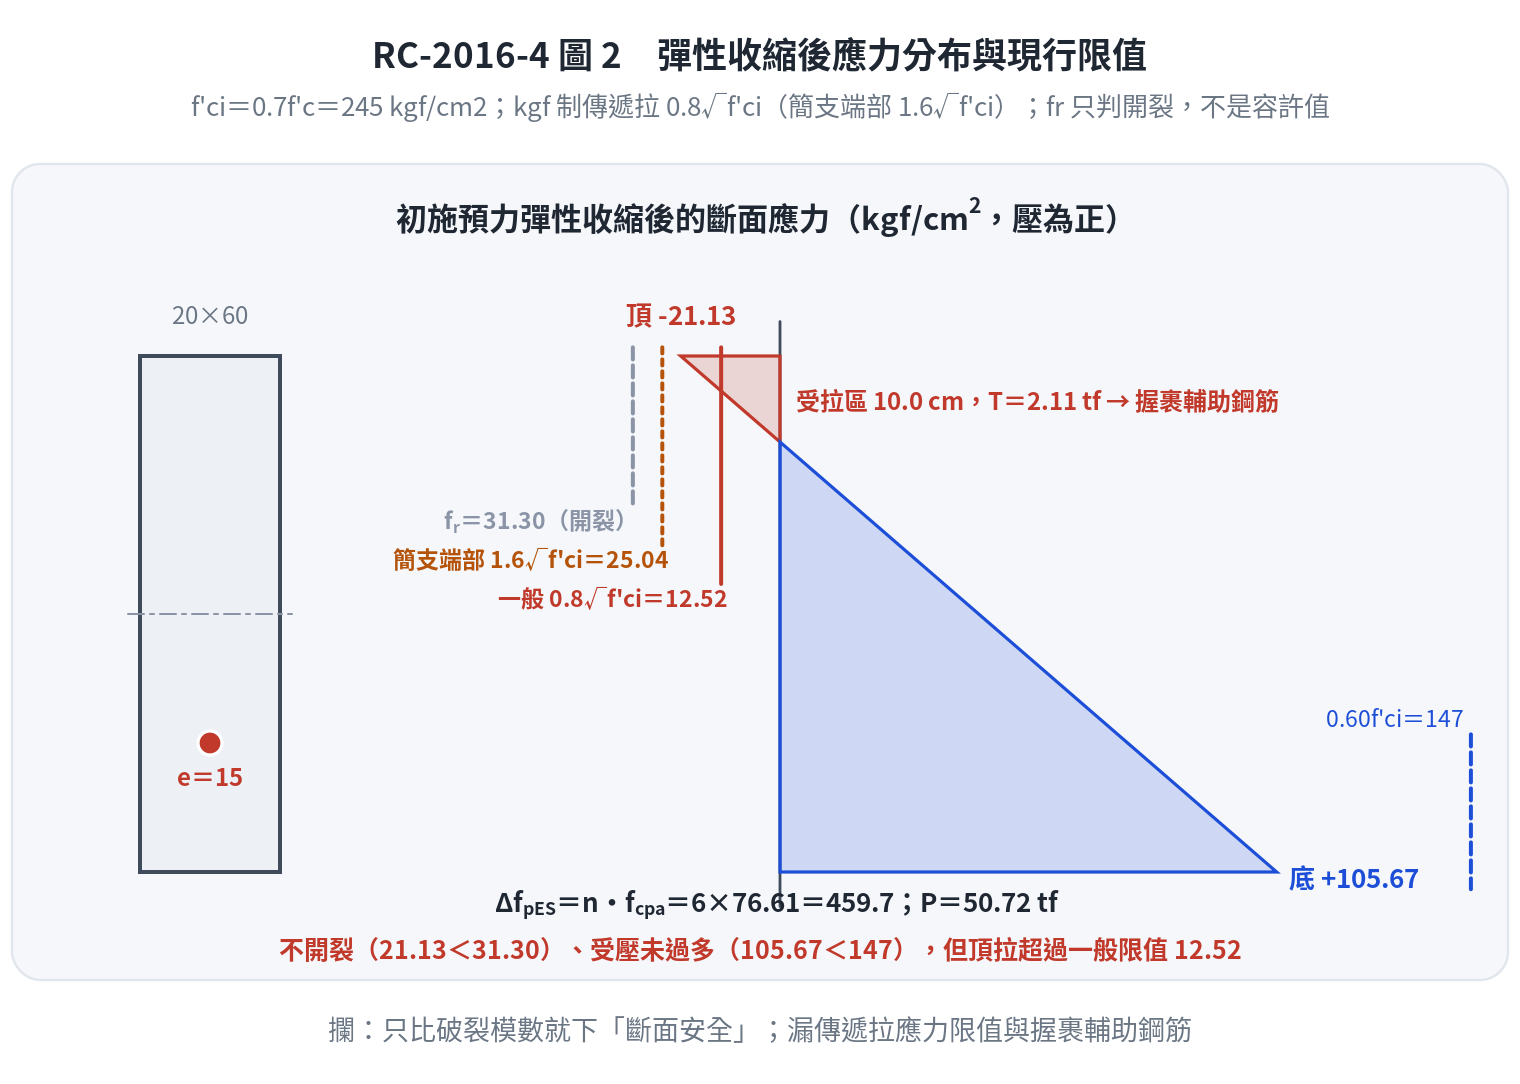 RC-2016-4 圖 2　彈性收縮後應力分布與現行限值
f'ci＝0.7f'c＝245 kgf/cm2；kgf 制傳遞拉 0.8√f'ci（簡支端部 1.6√f'ci）；fr 只判開裂，不是容許值
初施預力彈性收縮後的斷面應力（kgf/cm²，壓為正）
20×60
頂 -21.13
受拉區 10.0 cm，T＝2.11 tf → 握裹輔助鋼筋
fr＝31.30（開裂）
簡支端部 1.6√f'ci＝25.04
一般 0.8√f'ci＝12.52
e＝15
0.60f'ci＝147
底 +105.67
ΔfpES＝n・fcpa＝6×76.61＝459.7；P＝50.72 tf
不開裂（21.13＜31.30）、受壓未過多（105.67＜147），但頂拉超過一般限值 12.52
攔：只比破裂模數就下「斷面安全」；漏傳遞拉應力限值與握裹輔助鋼筋